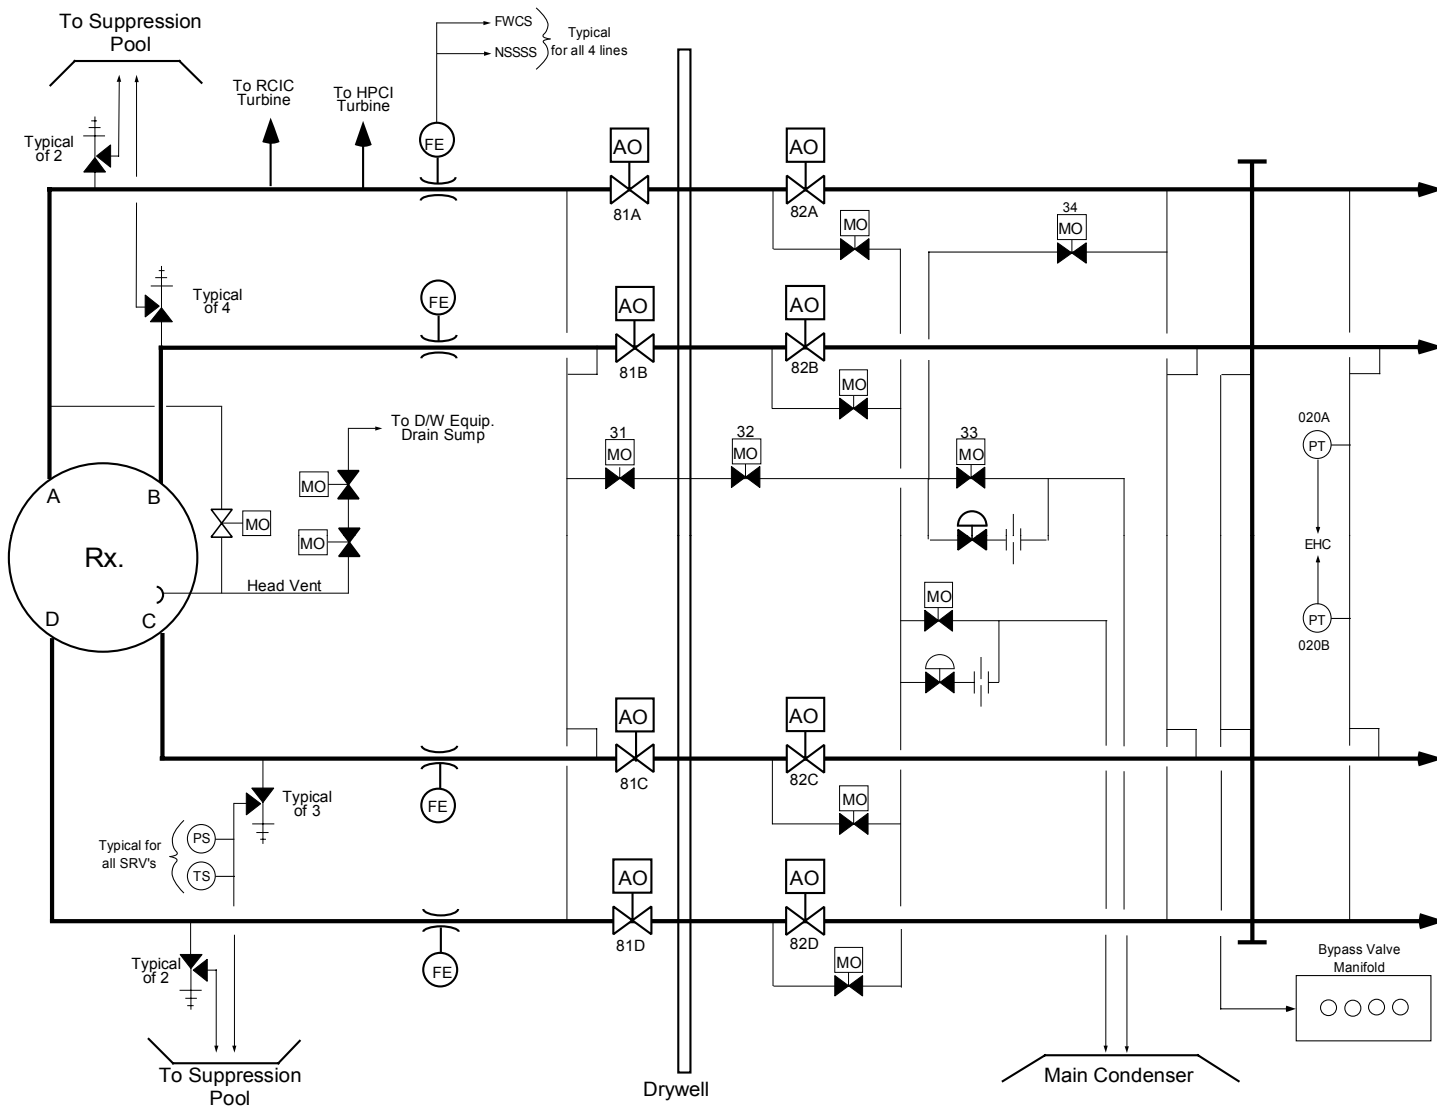 To Suppression
Pool
FWCS
NSSSS
Typical
for all 4 lines
To RCIC
Turbine
To HPCI
Turbine
Typical
of 2
FE
AO
AO
81A
82A
MO
34
MO
Typical
of 4
FE
AO
AO
81B
82B
MO
To D/W Equip.
Drain Sump
31
MO
32
MO
33
MO
020A
PT
A
B
MO
MO
MO
Rx.
EHC
Head Vent
D
C
MO
PT
020B
AO
AO
81C
82C
Typical
of 3
FE
MO
Typical for
all SRV's
PS
TS
AO
AO
81D
82D
Typical
of 2
FE
MO
Bypass Valve
Manifold
To Suppression
Pool
Drywell
Main Condenser